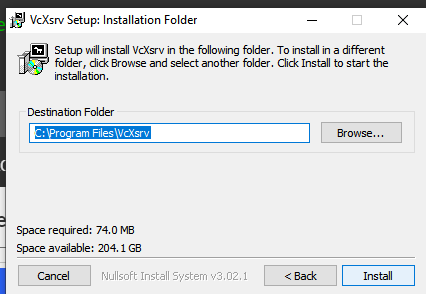 VcXsrv Setup: Installation Folder
Setup will install VcXsrv in the following folder. To install in a different
folder, click Browse and select another folder. Click Install to start the
installation.
Destination Folder
C:\Program Files\VcXsrv
Browse...
Space required: 74.0 MB
Space available: 204.1 GB
Cancel
Nullsoft Install System v3.02.1
< Back
Install